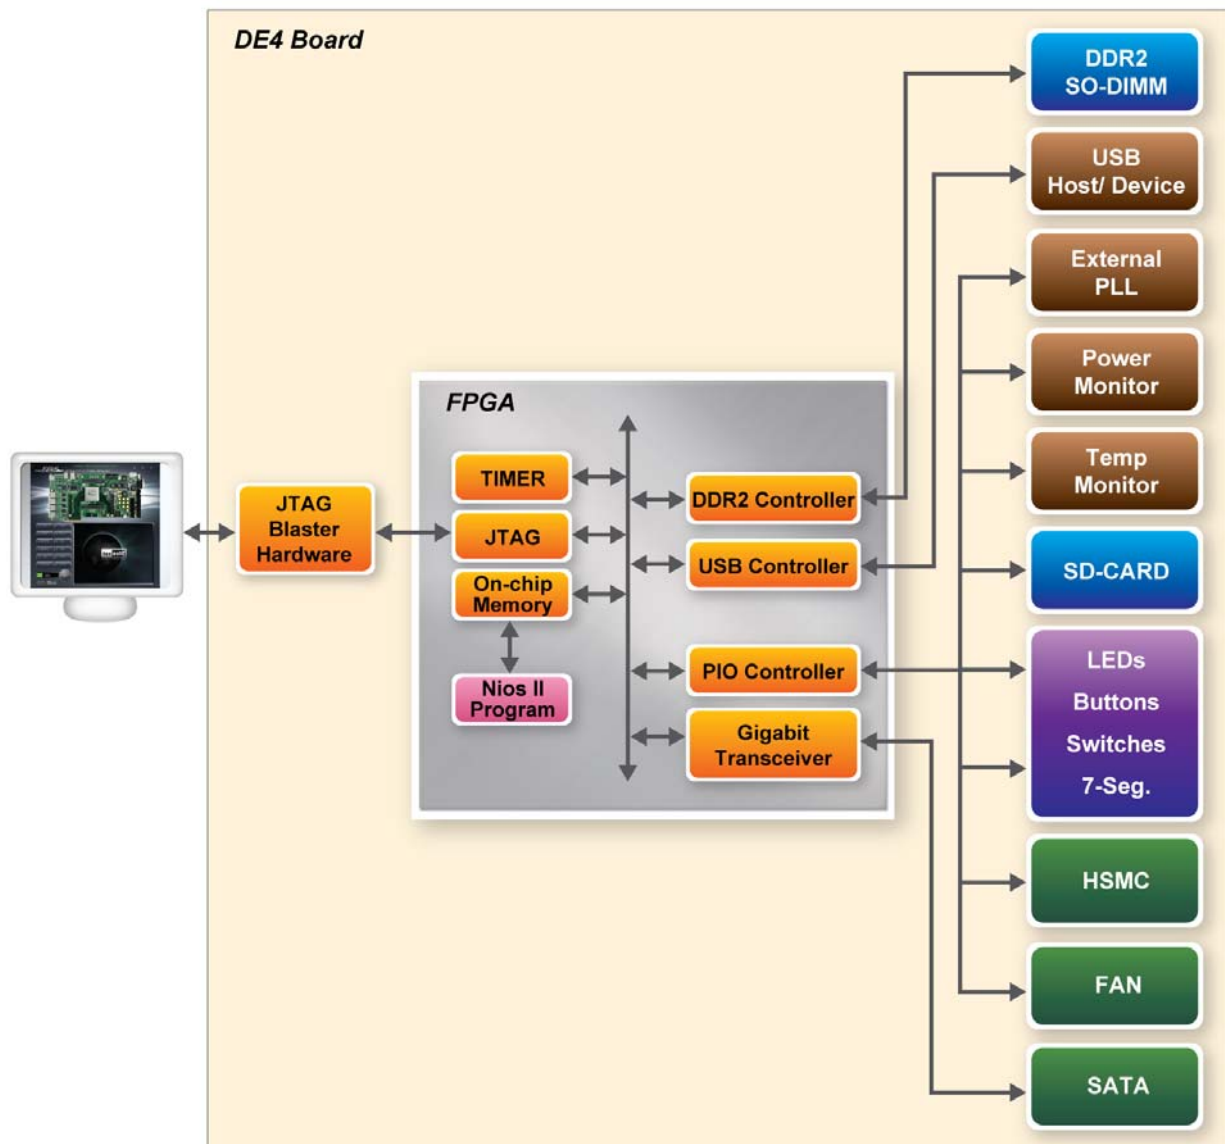 DE4 Board
DDR2
SO-DIMM
USB
Host/ Device
External
PLL
Power
Monitor
FPGA
TIMER
Temp
Monitor
JTAG
Blaster
Hardware
DDR2 Controller
JTAG
USB Controller
SD-CARD
On-chip
Memory
PIO Controller
LEDs
Buttons
Switches
7-Seg.
Nios II
Program
Gigabit
Transceiver
HSMC
FAN
SATA